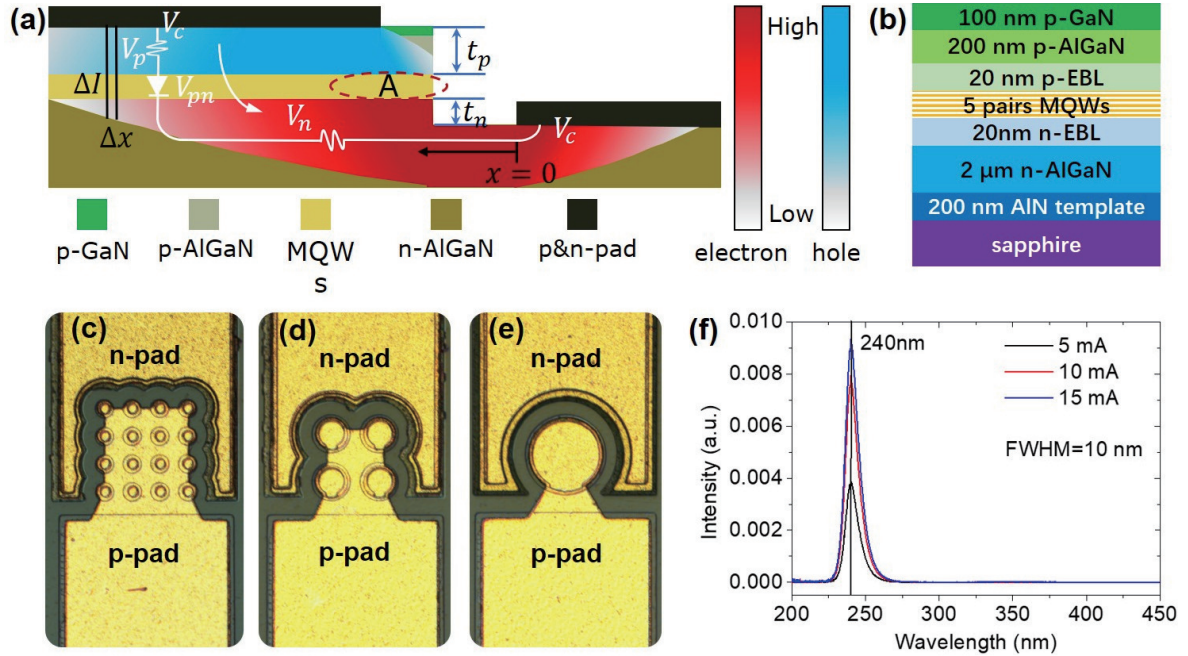 (a)
V_c
V_p
ΔI
V_pn
Δx
V_n
A
t_p
t_n
V_c
x = 0
High
Low
electron
hole
p-GaN
p-AlGaN
MQW
s
n-AlGaN
p&n-pad
(b)
100 nm p-GaN
200 nm p-AlGaN
20 nm p-EBL
5 pairs MQWs
20nm n-EBL
2 μm n-AlGaN
200 nm AlN template
sapphire
(c)
n-pad
p-pad
(d)
n-pad
p-pad
(e)
n-pad
p-pad
(f)
0.010
0.008
0.006
0.004
0.002
0.000
Intensity (a.u.)
240nm
5 mA
10 mA
15 mA
FWHM=10 nm
200 250 300 350 400 450
Wavelength (nm)